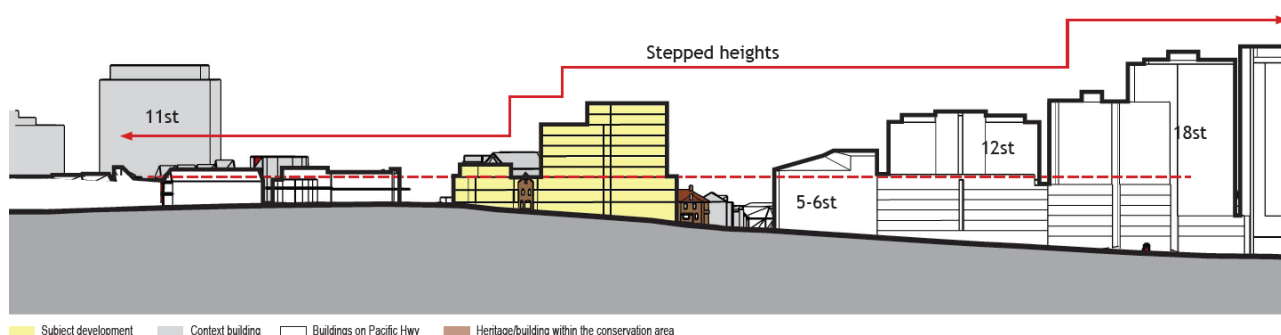 Stepped heights
11st
12st
18st
5-6st
Subject development
Context building
Buildings on Pacific Hwy
Heritage/building within the conservation area